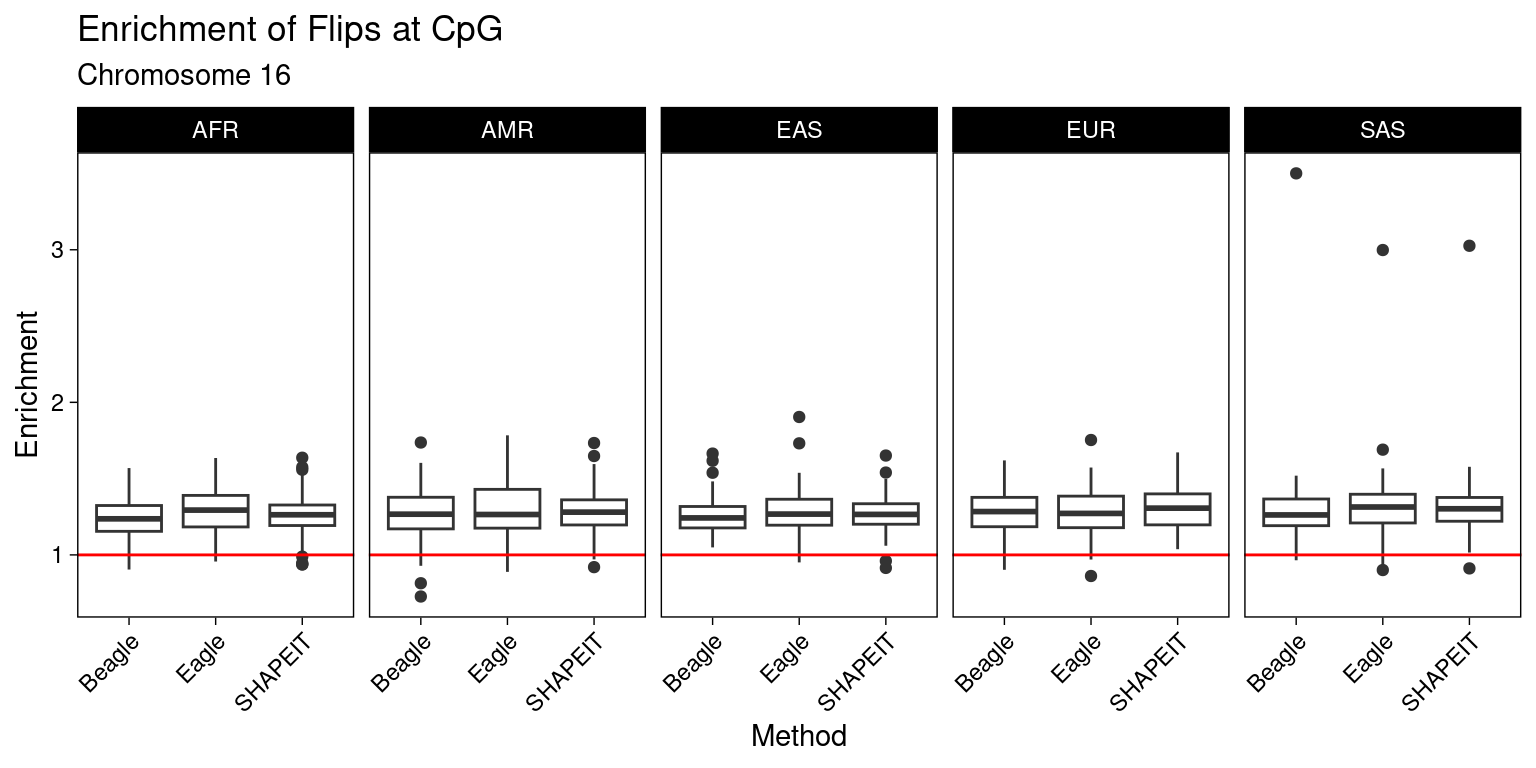 Enrichment of Flips at CpG
Chromosome 16
AFR AMR EAS EUR SAS
3
2
1
Enrichment
Beagle Eagle SHAPEIT Beagle Eagle SHAPEIT Beagle Eagle SHAPEIT Beagle Eagle SHAPEIT Beagle Eagle SHAPEIT
Method